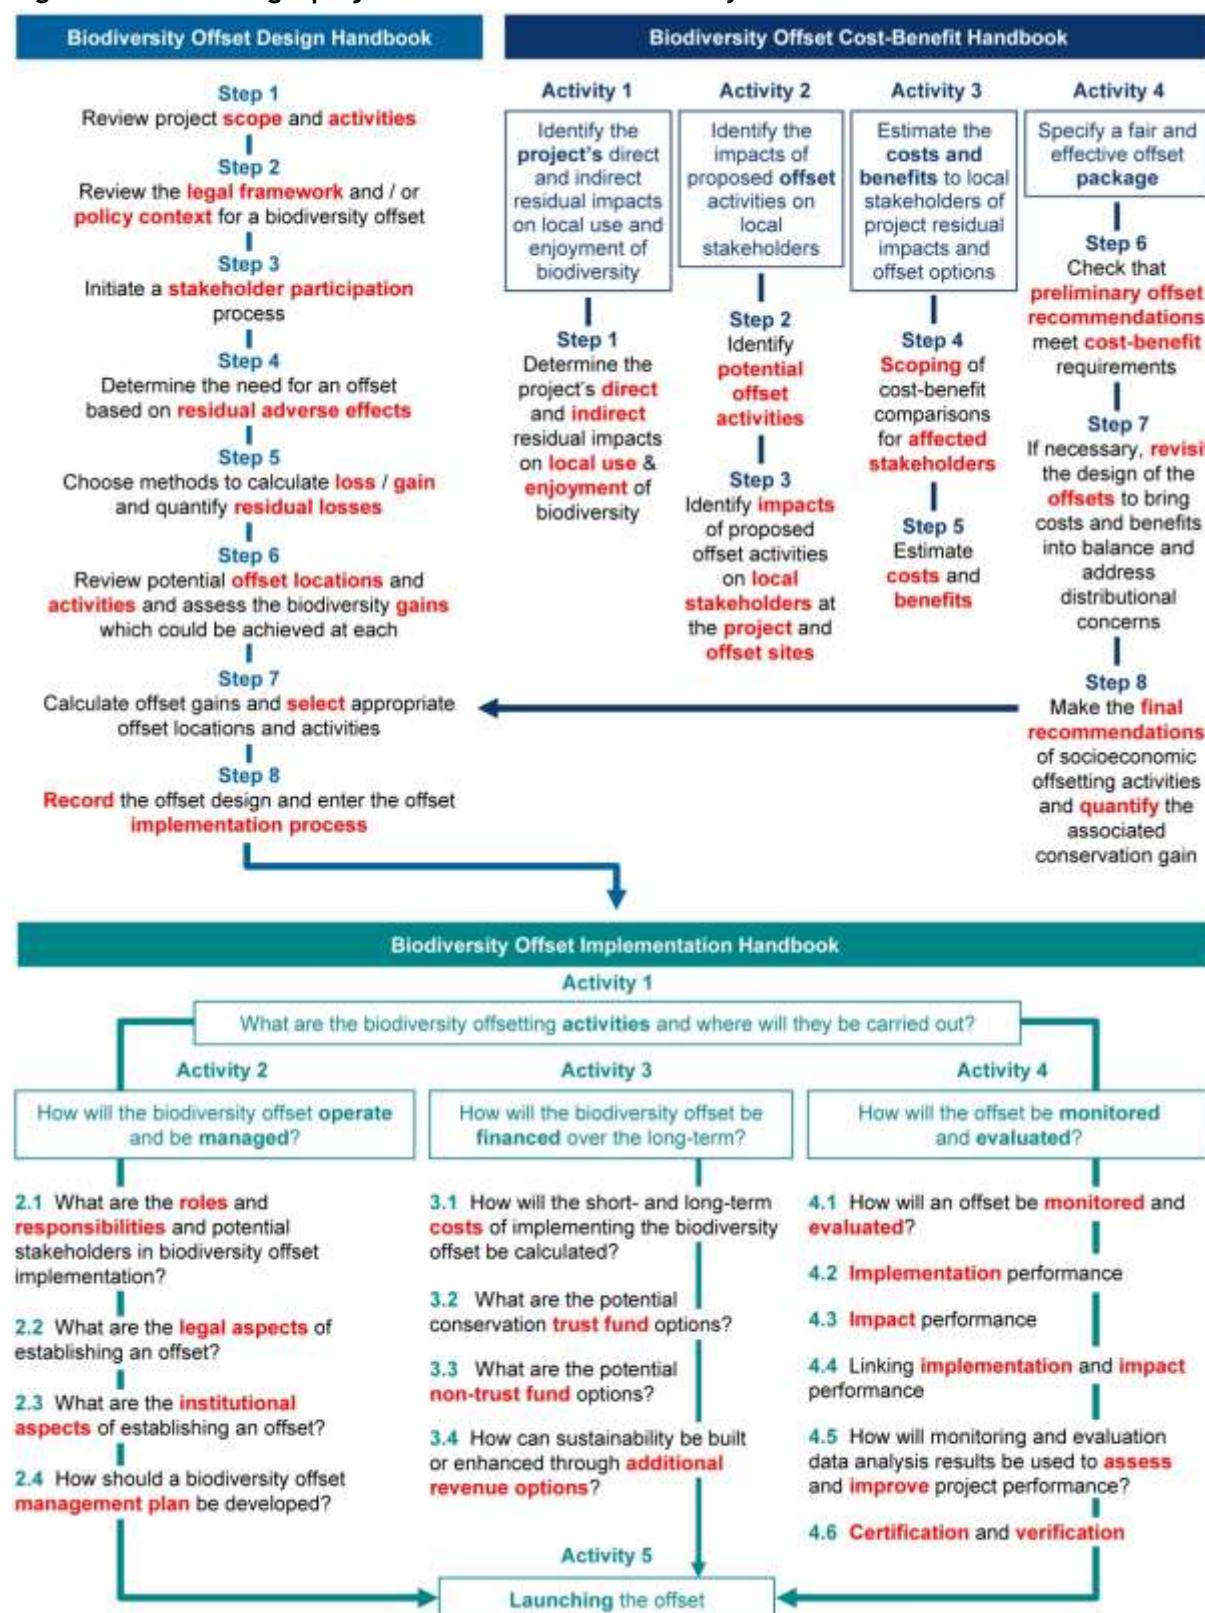 Biodiversity Offset Design Handbook
Step 1
Review project scope and activities
Step 2
Review the legal framework and / or
policy context for a biodiversity offset
Step 3
Initiate a stakeholder participation
process
Step 4
Determine the need for an offset
based on residual adverse effects
Step 5
Choose methods to calculate loss / gain
and quantify residual losses
Step 6
Review potential offset locations and
activities and assess the biodiversity gains
which could be achieved at each
Step 7
Calculate offset gains and select appropriate
offset locations and activities
Step 8
Record the offset design and enter the offset
implementation process
Biodiversity Offset Cost-Benefit Handbook
Activity 1
Identify the
project's direct
and indirect
residual impacts
on local use and
enjoyment of
biodiversity
Step 1
Determine the
project's direct
and indirect
residual impacts
on local use &
enjoyment of
biodiversity
Activity 2
Identify the
impacts of
proposed offset
activities on
local
stakeholders
Step 2
Identify
potential
offset
activities
Step 3
Identify impacts
of proposed
offset activities
on local
stakeholders at
the project and
offset sites
Activity 3
Estimate the
costs and
benefits to local
stakeholders of
project residual
impacts and
offset options
Step 4
Scoping of
cost-benefit
comparisons
for affected
stakeholders
Step 5
Estimate
costs and
benefits
Activity 4
Specify a fair and
effective offset
package
Step 6
Check that
preliminary offset
recommendations
meet cost-benefit
requirements
Step 7
If necessary, revisit
the design of the
offsets to bring
costs and benefits
into balance and
address
distributional
concerns
Step 8
Make the final
recommendations
of socioeconomic
offsetting activities
and quantify the
associated
conservation gain
Biodiversity Offset Implementation Handbook
Activity 1
What are the biodiversity offsetting activities and where will they be carried out?
Activity 2
How will the biodiversity offset operate
and be managed?
2.1 What are the roles and
responsibilities and potential
stakeholders in biodiversity offset
implementation?
2.2 What are the legal aspects of
establishing an offset?
2.3 What are the institutional
aspects of establishing an offset?
2.4 How should a biodiversity offset
management plan be developed?
Activity 3
How will the biodiversity offset be
financed over the long-term?
3.1 How will the short- and long-term
costs of implementing the biodiversity
offset be calculated?
3.2 What are the potential
conservation trust fund options?
3.3 What are the potential
non-trust fund options?
3.4 How can sustainability be built
or enhanced through additional
revenue options?
Activity 4
How will the offset be monitored
and evaluated?
4.1 How will an offset be monitored and
evaluated?
4.2 Implementation performance
4.3 Impact performance
4.4 Linking implementation and impact
performance
4.5 How will monitoring and evaluation
data analysis results be used to assess
and improve project performance?
4.6 Certification and verification
Activity 5
Launching the offset